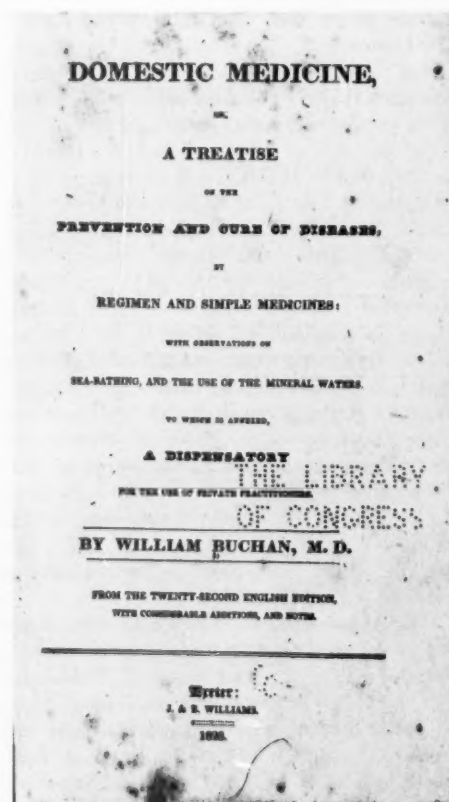 DOMESTIC MEDICINE,
OR,
A TREATISE
ON THE
PREVENTION AND CURE OF DISEASES,
BY
REGIMEN AND SIMPLE MEDICINES:
WITH OBSERVATIONS ON
SEA-BATHING, AND THE USE OF THE MINERAL WATERS.
TO WHICH IS ANNEXED,
A DISPENSATORY
FOR THE USE OF PRIVATE PRACTITIONERS.
THE LIBRARY
OF CONGRESS
BY WILLIAM BUCHAN, M. D.
FROM THE TWENTY-SECOND ENGLISH EDITION,
WITH CONSIDERABLE ADDITIONS, AND NOTES.
Exeter:
J. & B. WILLIAMS.